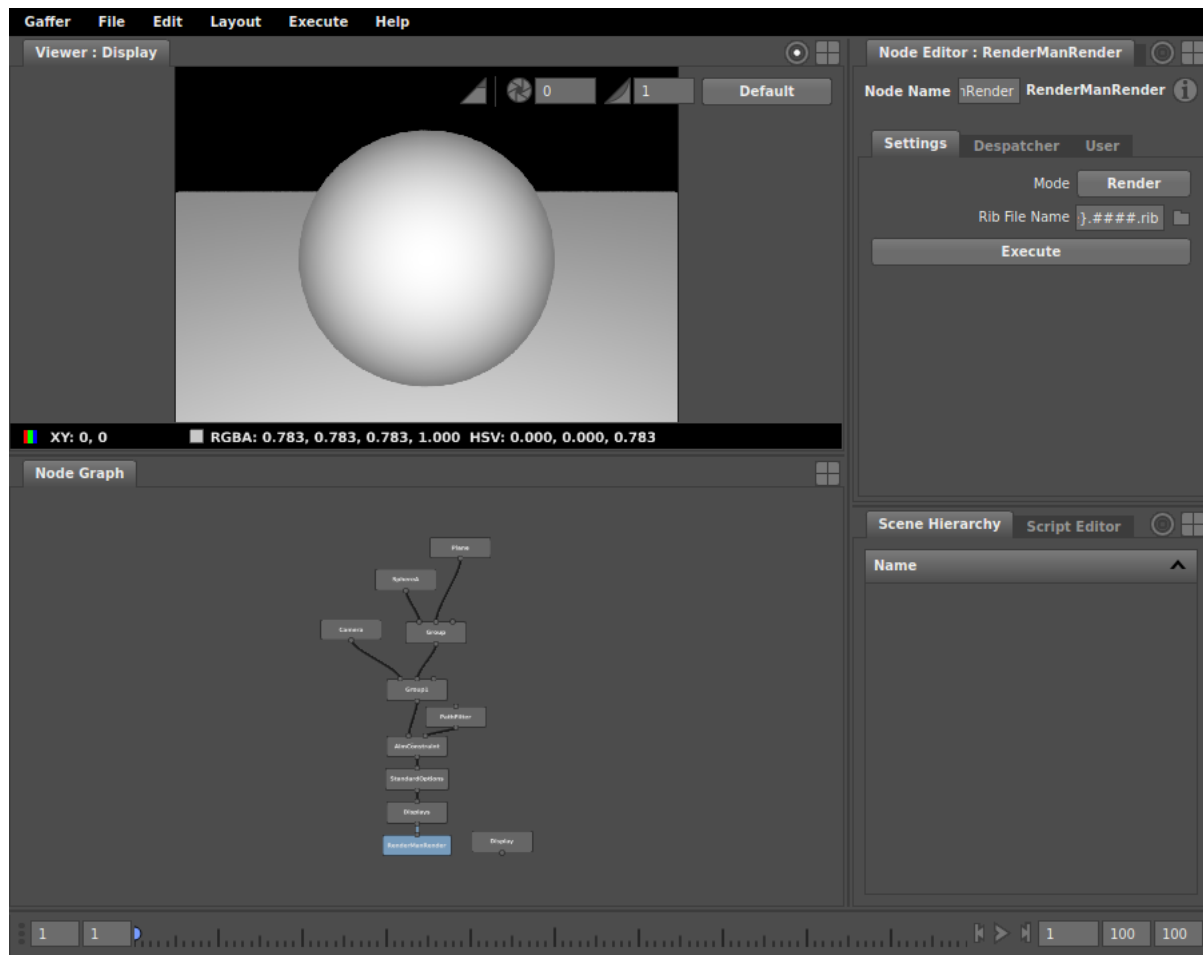 Gaffer File Edit Layout Execute Help
Viewer : Display
0 1 Default
XY: 0, 0 RGBA: 0.783, 0.783, 0.783, 1.000 HSV: 0.000, 0.000, 0.783
Node Editor : RenderManRender
Node Name Render RenderManRender
Settings Despatcher User
Mode Render
Rib File Name }.####.rib
Execute
Node Graph
Plane
Camera
Group
Group1
PathFilter
AimConstraint
StandardOptions
Displays
RenderManRender
Display
Scene Hierarchy Script Editor
Name
1 1 1 100 100